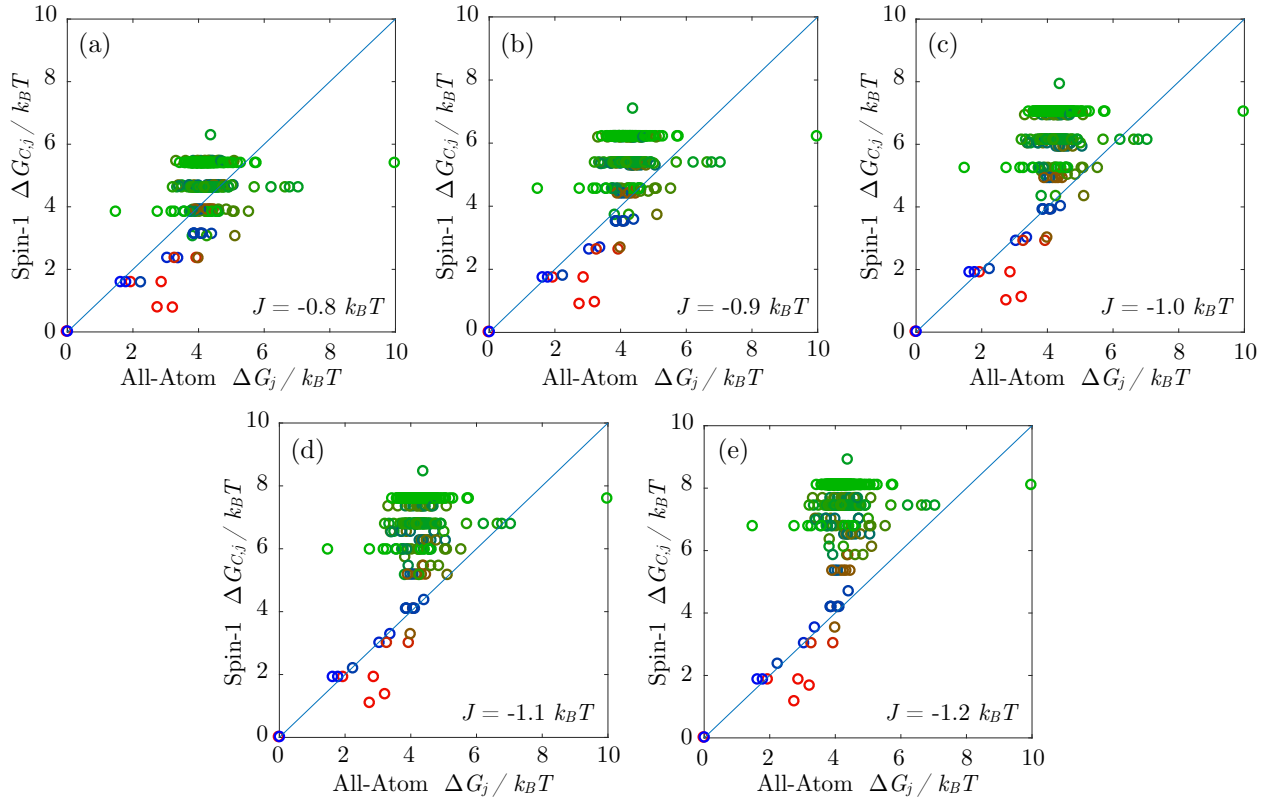 (a)
Spin-1 ΔG_{C,j} / k_BT
10
8
6
4
2
0
J = -0.8 k_BT
0 2 4 6 8 10
All-Atom ΔG_j / k_BT
(b)
Spin-1 ΔG_{C,j} / k_BT
10
8
6
4
2
0
J = -0.9 k_BT
0 2 4 6 8 10
All-Atom ΔG_j / k_BT
(c)
Spin-1 ΔG_{C,j} / k_BT
10
8
6
4
2
0
J = -1.0 k_BT
0 2 4 6 8 10
All-Atom ΔG_j / k_BT
(d)
Spin-1 ΔG_{C,j} / k_BT
10
8
6
4
2
0
J = -1.1 k_BT
0 2 4 6 8 10
All-Atom ΔG_j / k_BT
(e)
Spin-1 ΔG_{C,j} / k_BT
10
8
6
4
2
0
J = -1.2 k_BT
0 2 4 6 8 10
All-Atom ΔG_j / k_BT